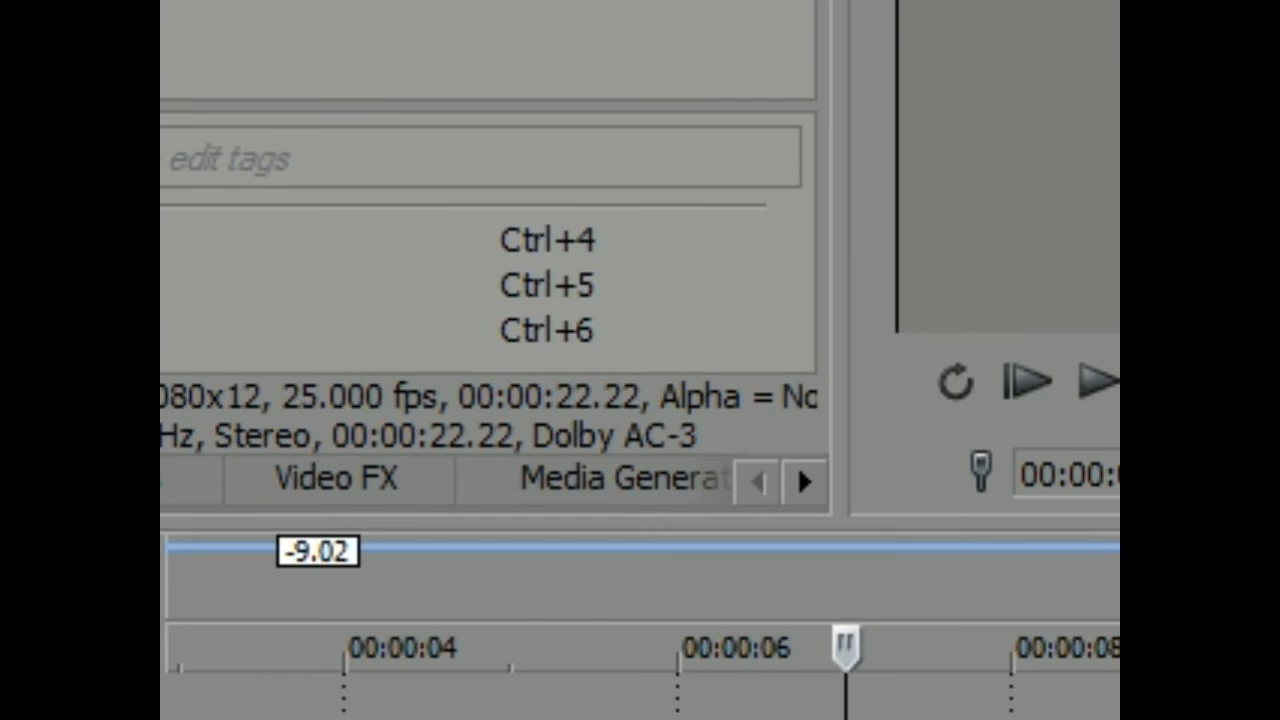 edit tags
Ctrl+4
Ctrl+5
Ctrl+6
080x12, 25.000 fps, 00:00:22.22, Alpha = No
Hz, Stereo, 00:00:22.22, Dolby AC-3
Video FX
Media Generat
00:00:
-9.02
00:00:04
00:00:06
00:00:08